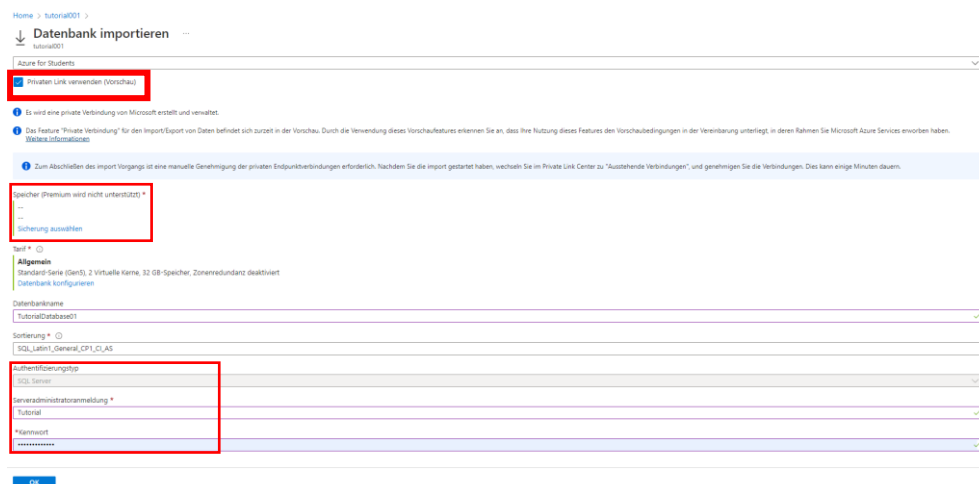 Home > tutorial001 >
Datenbank importieren ...
tutorial001
Azure for Students
Privaten Link verwenden (Vorschau)
Es wird eine private Verbindung von Microsoft erstellt und verwaltet.
Das Feature "Private Verbindung" für den Import/Export von Daten befindet sich zurzeit in der Vorschau. Durch die Verwendung dieses Vorschaufeatures erkennen Sie an, dass Ihre Nutzung dieses Features den Vorschaubedingungen in der Vereinbarung unterliegt, in deren Rahmen Sie Microsoft Azure Services erworben haben.
Weitere Informationen
Zum Abschließen des import Vorgangs ist eine manuelle Genehmigung der privaten Endpunktverbindungen erforderlich. Nachdem Sie die import gestartet haben, wechseln Sie im Private Link Center zu "Ausstehende Verbindungen", und genehmigen Sie die Verbindungen. Dies kann einige Minuten dauern.
Speicher (Premium wird nicht unterstützt) *
--
--
Sicherung auswählen
Tarif *
Allgemein
Standard-Serie (Gen5), 2 Virtuelle Kerne, 32 GB-Speicher, Zonenredundanz deaktiviert
Datenbank konfigurieren
Datenbankname
TutorialDatabase01
Sortierung *
SQL_Latin1_General_CP1_CI_AS
Authentifizierungstyp
SQL Server
Serveradministratoranmeldung *
Tutorial
*Kennwort
•••••••••••••
OK